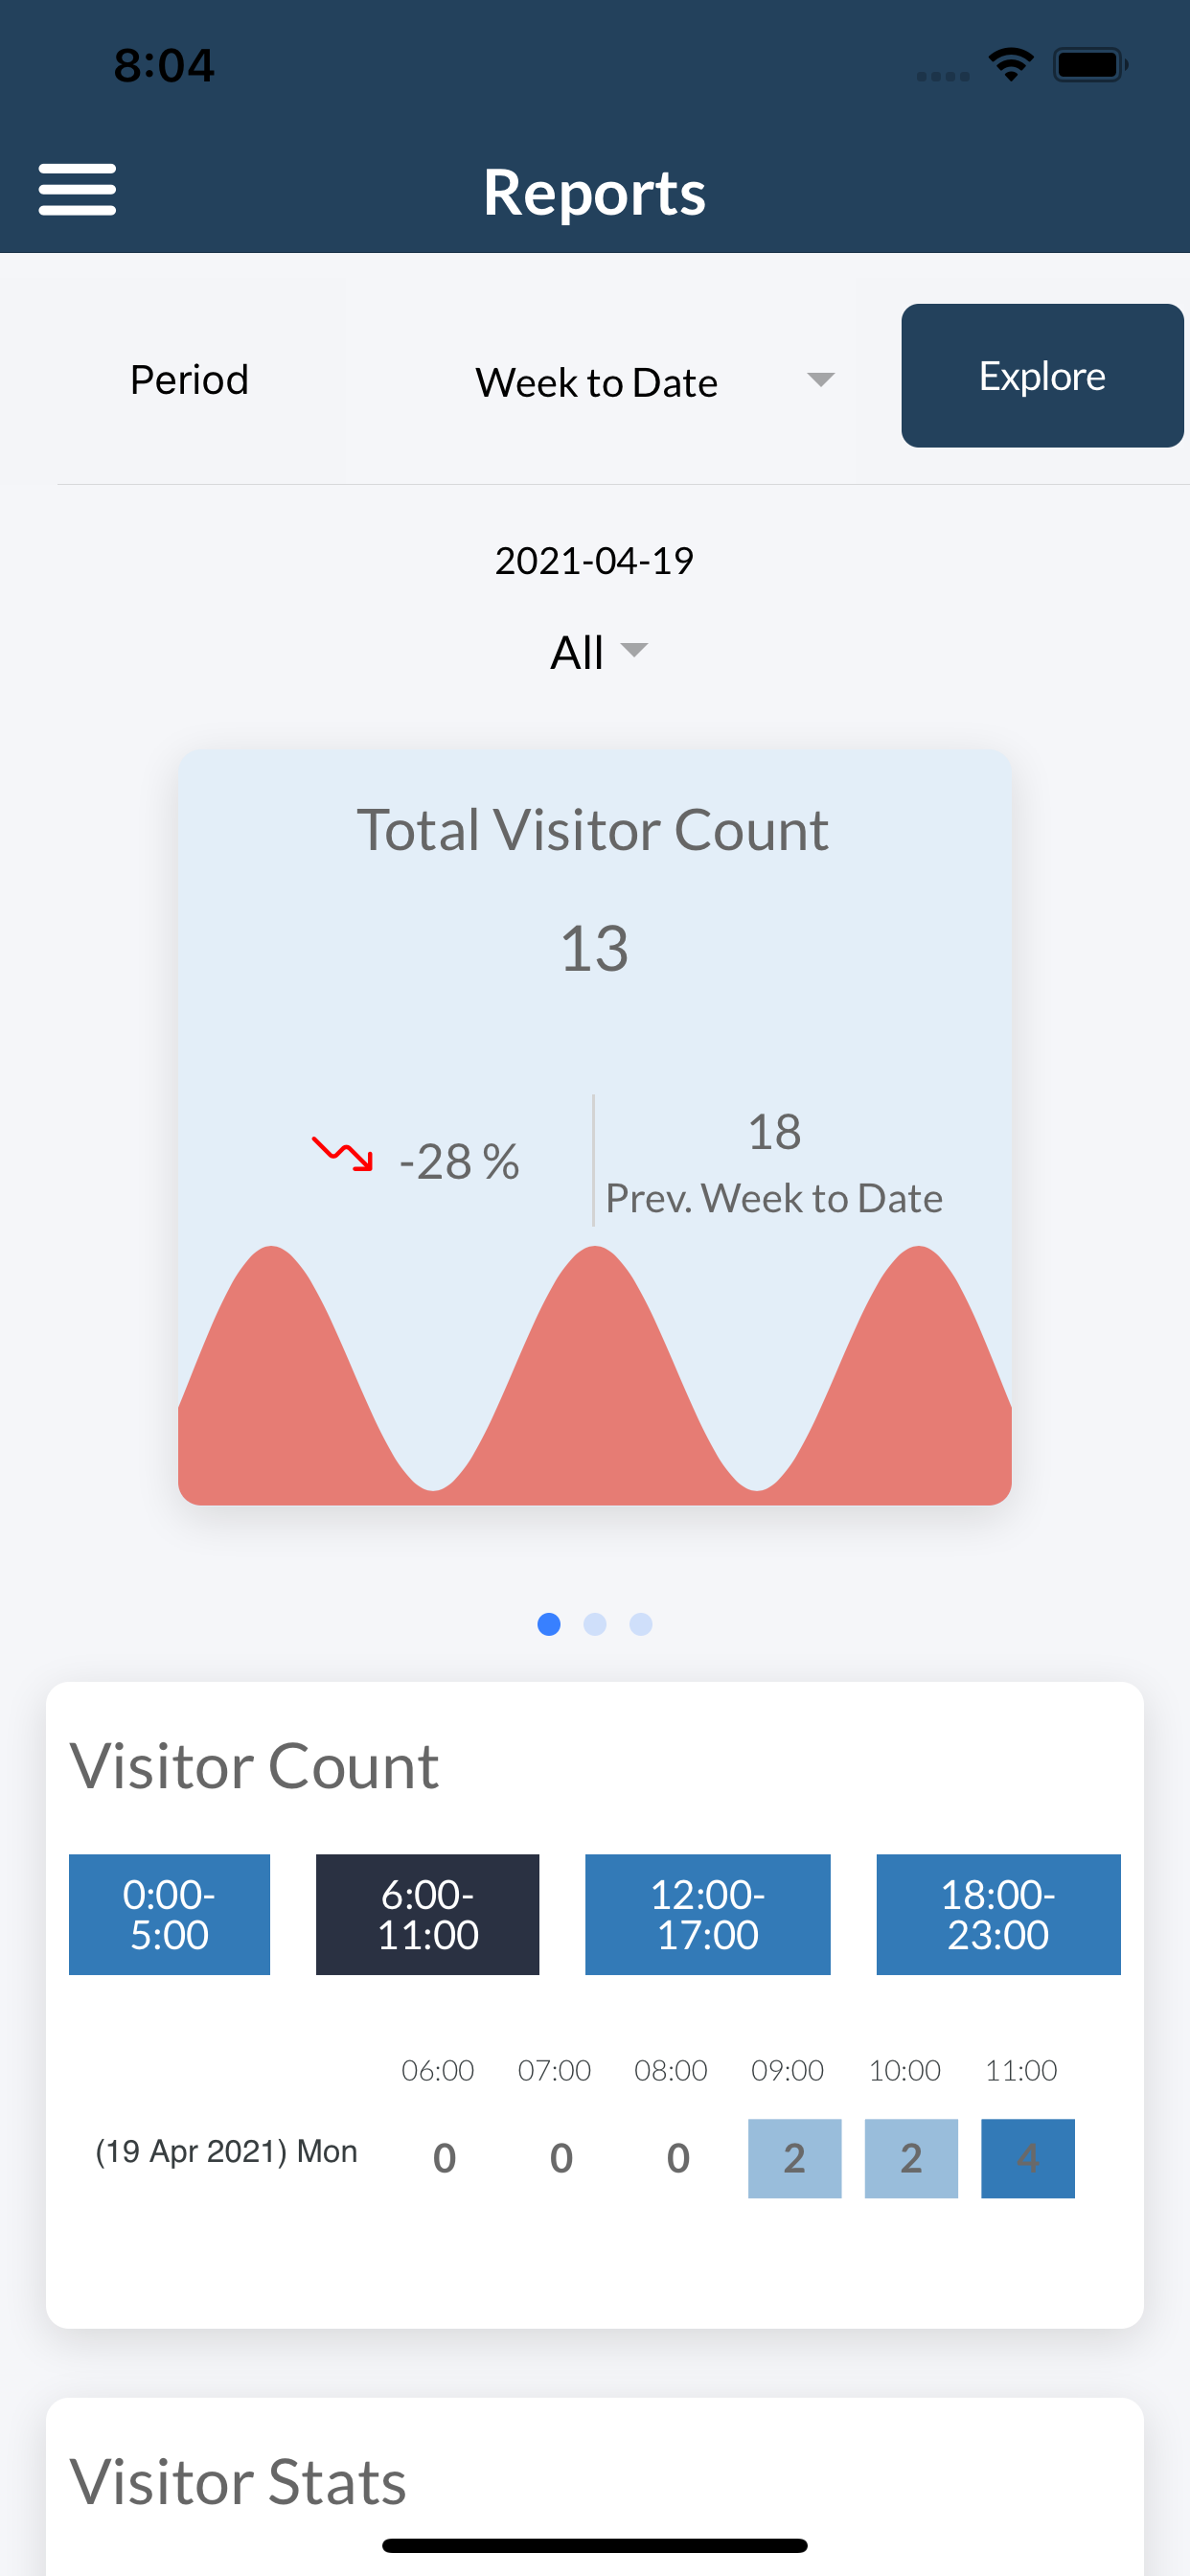 8:04
Reports
Period
Week to Date
Explore
2021-04-19
All
Total Visitor Count
13
-28 %
18
Prev. Week to Date
Visitor Count
0:00-
5:00
6:00-
11:00
12:00-
17:00
18:00-
23:00
06:00 07:00 08:00 09:00 10:00 11:00
(19 Apr 2021) Mon 0 0 0 2 2 4
Visitor Stats